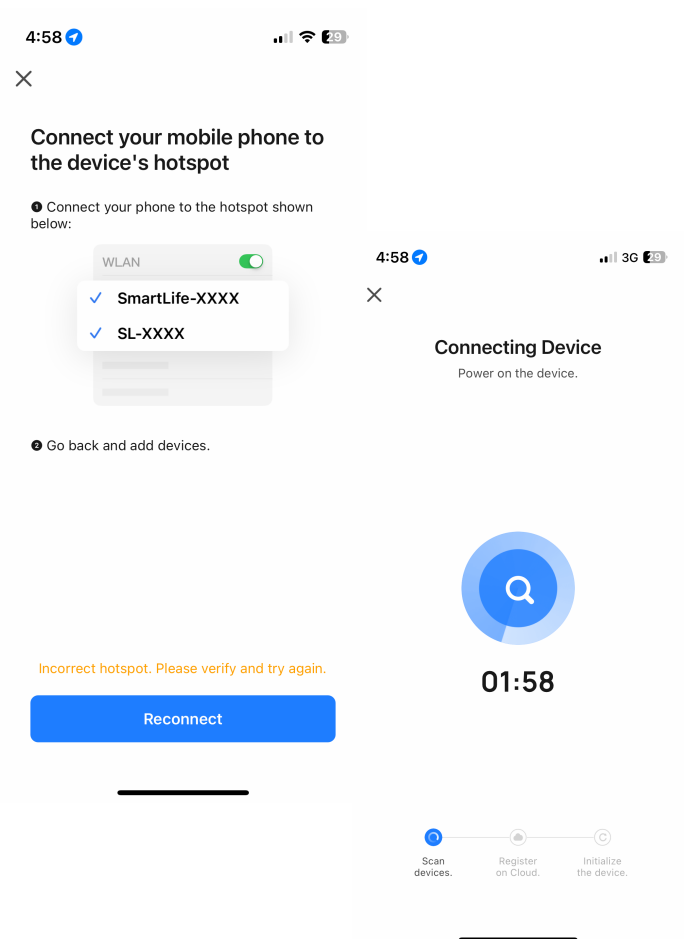 4:58
29
Connect your mobile phone to
the device's hotspot
❶ Connect your phone to the hotspot shown
below:
WLAN
SmartLife-XXXX
SL-XXXX
❷ Go back and add devices.
Incorrect hotspot. Please verify and try again.
Reconnect
4:58
3G 29
Connecting Device
Power on the device.
01:58
Scan
devices.
Register
on Cloud.
Initialize
the device.